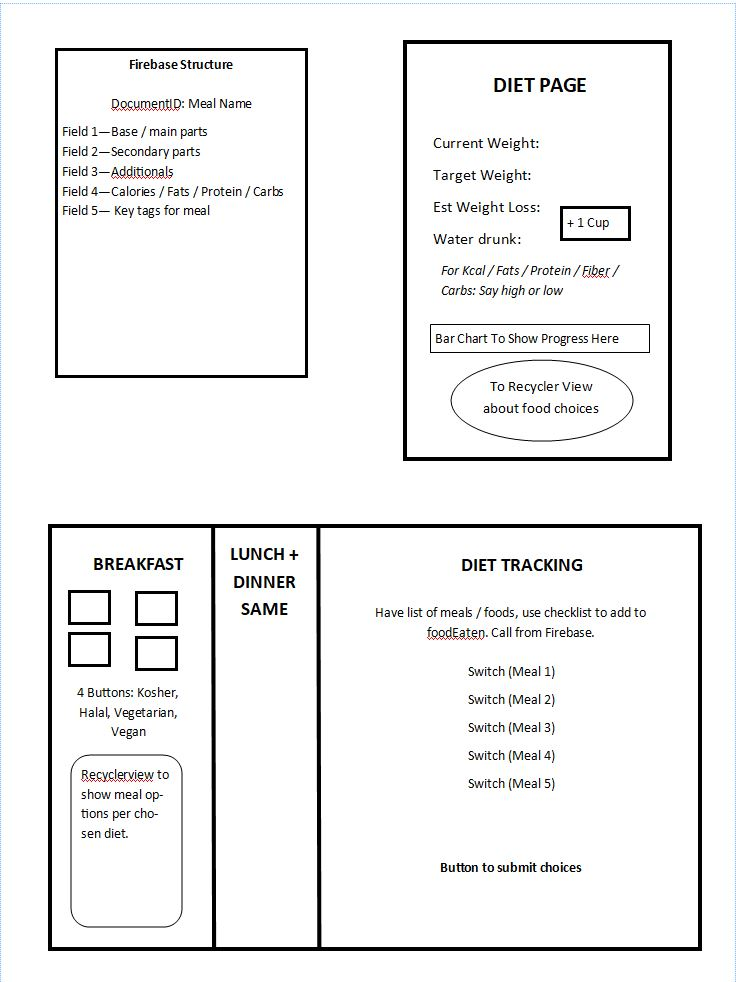 Firebase Structure
DocumentID: Meal Name
Field 1—Base / main parts
Field 2—Secondary parts
Field 3—Additionals
Field 4—Calories / Fats / Protein / Carbs
Field 5— Key tags for meal
DIET PAGE
Current Weight:
Target Weight:
Est Weight Loss:
+ 1 Cup
Water drunk:
For Kcal / Fats / Protein / Fiber /
Carbs: Say high or low
Bar Chart To Show Progress Here
To Recycler View
about food choices
BREAKFAST
4 Buttons: Kosher,
Halal, Vegetarian,
Vegan
Recyclerview to
show meal op-
tions per cho-
sen diet.
LUNCH +
DINNER
SAME
DIET TRACKING
Have list of meals / foods, use checklist to add to
foodEaten. Call from Firebase.
Switch (Meal 1)
Switch (Meal 2)
Switch (Meal 3)
Switch (Meal 4)
Switch (Meal 5)
Button to submit choices